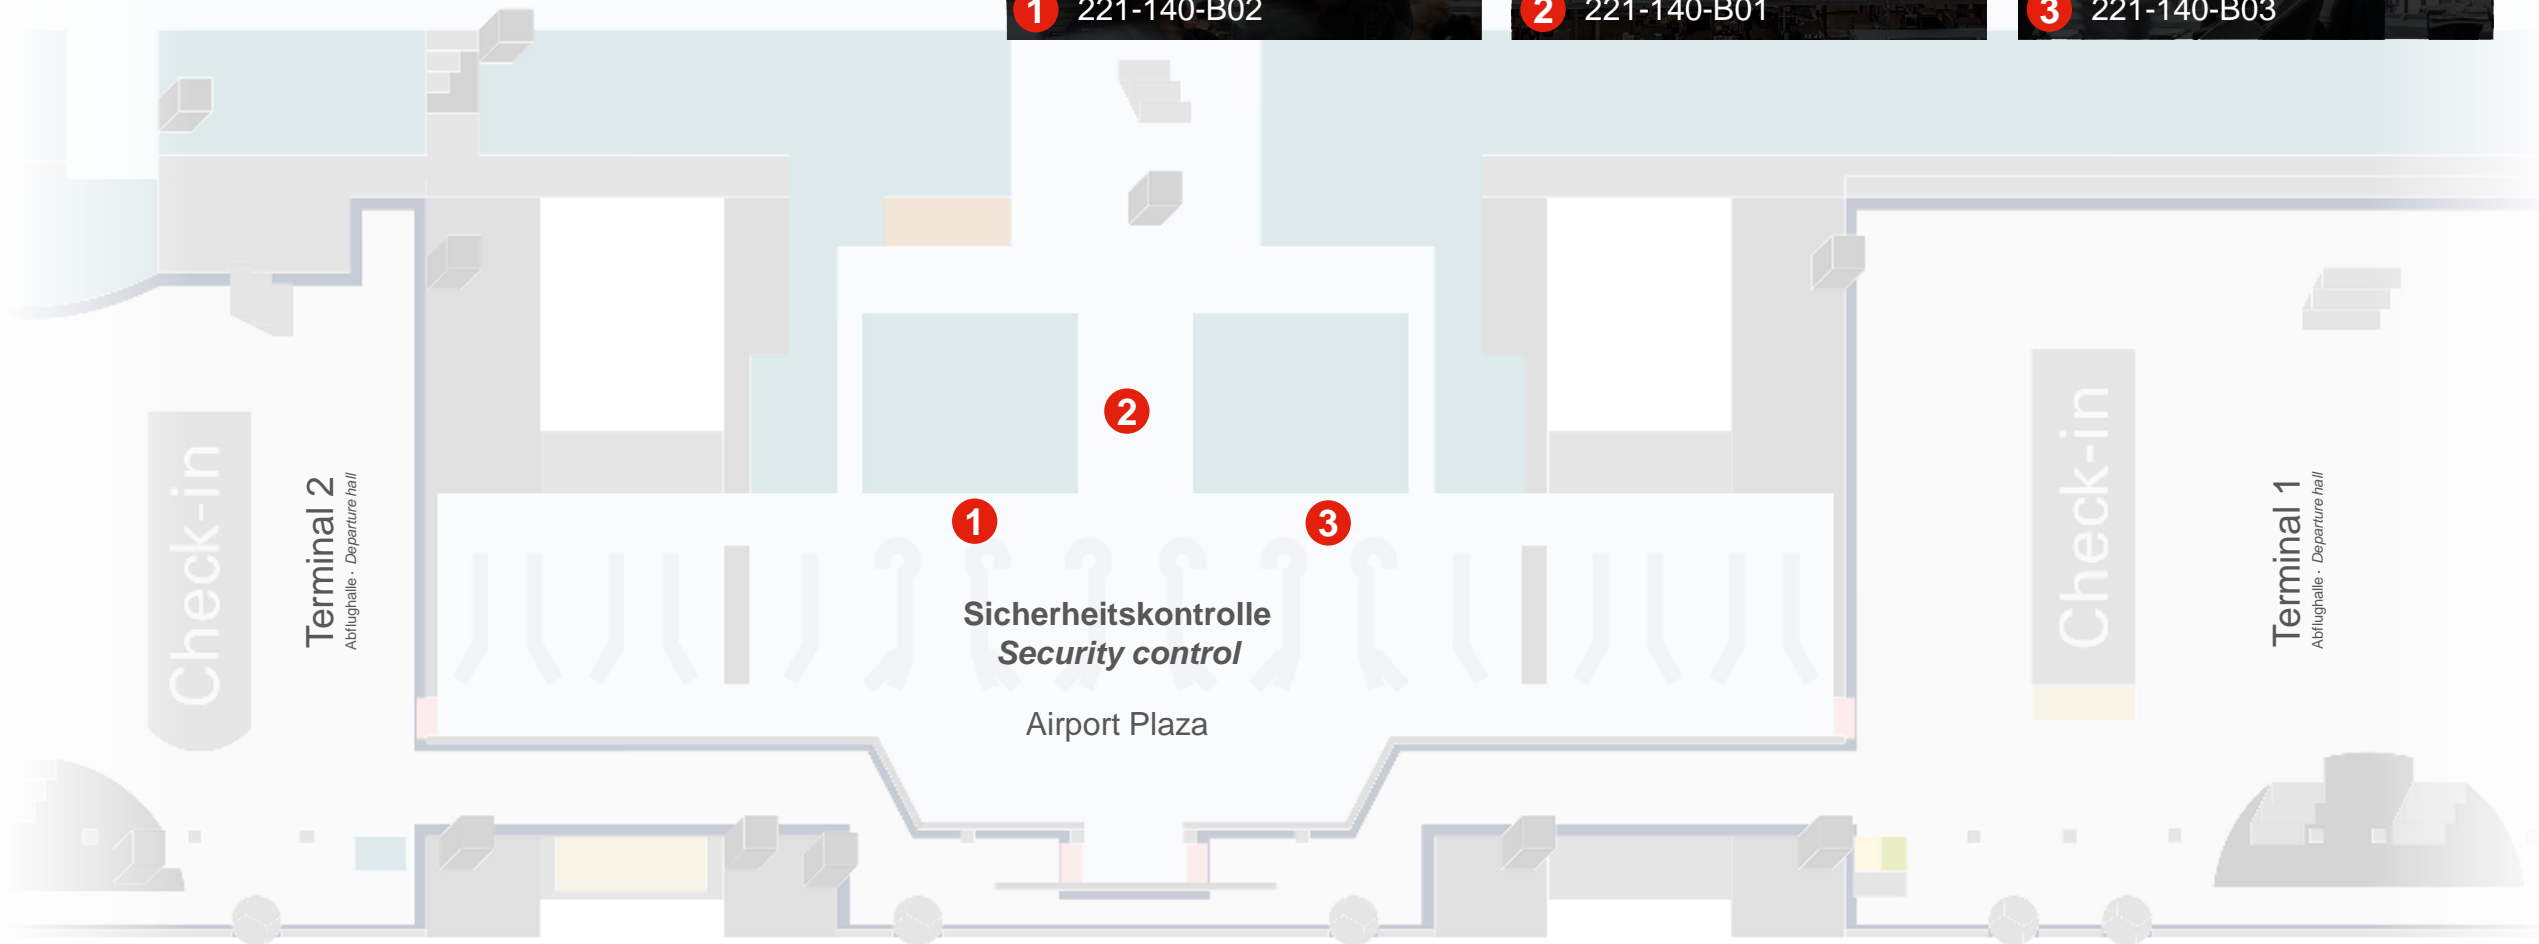 1 221-140-B02
2 221-140-B01
3 221-140-B03
2
1
3
Check-in
Terminal 2
Abflughalle · Departure hall
Sicherheitskontrolle
Security control
Airport Plaza
Check-in
Terminal 1
Abflughalle · Departure hall